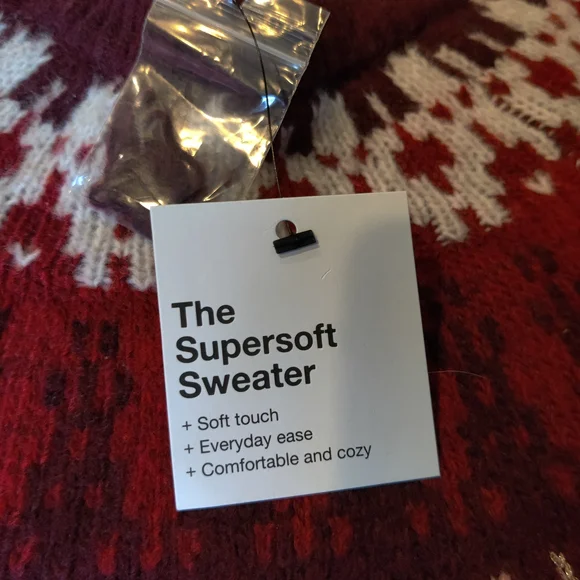 The
Supersoft
Sweater
+ Soft touch
+ Everyday ease
+ Comfortable and cozy